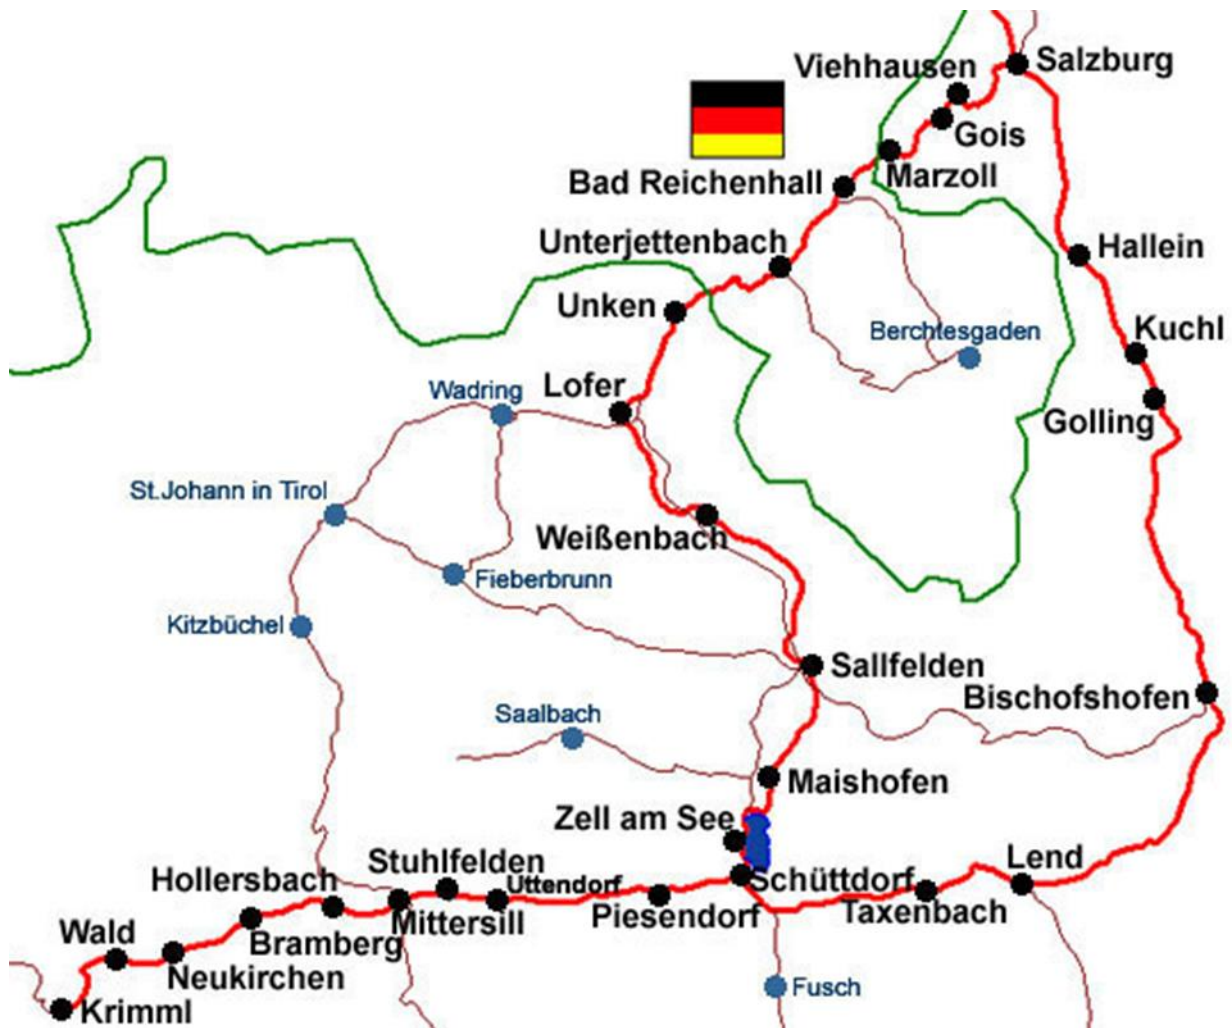 Salzburg
Viehhausen
Gois
Marzoll
Bad Reichenhall
Unterjettenbach
Hallein
Unken
Berchtesgaden
Kuchl
Lofer
Wadring
Golling
St.Johann in Tirol
Weißenbach
Fieberbrunn
Kitzbüchel
Sallfelden
Bischofshofen
Saalbach
Maishofen
Zell am See
Lend
Stuhlfelden
Hollersbach
Uttendorf
Schüttdorf
Piesendorf
Taxenbach
Mittersill
Wald
Bramberg
Neukirchen
Fusch
Krimml